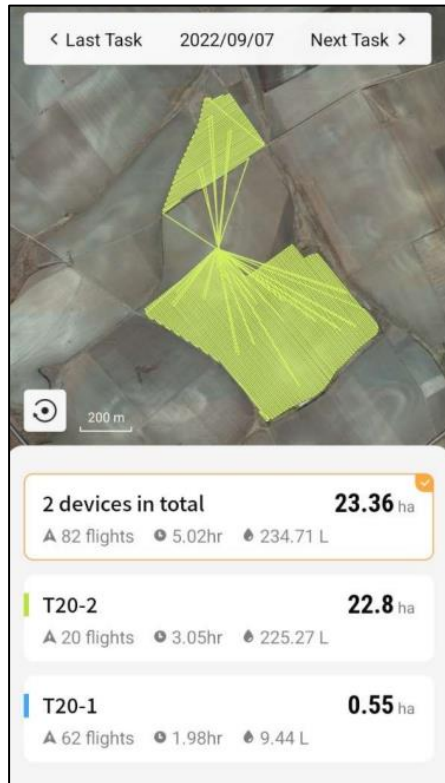 < Last Task 2022/09/07 Next Task >
200 m
2 devices in total 23.36 ha
82 flights 5.02hr 234.71 L
T20-2 22.8 ha
20 flights 3.05hr 225.27 L
T20-1 0.55 ha
62 flights 1.98hr 9.44 L